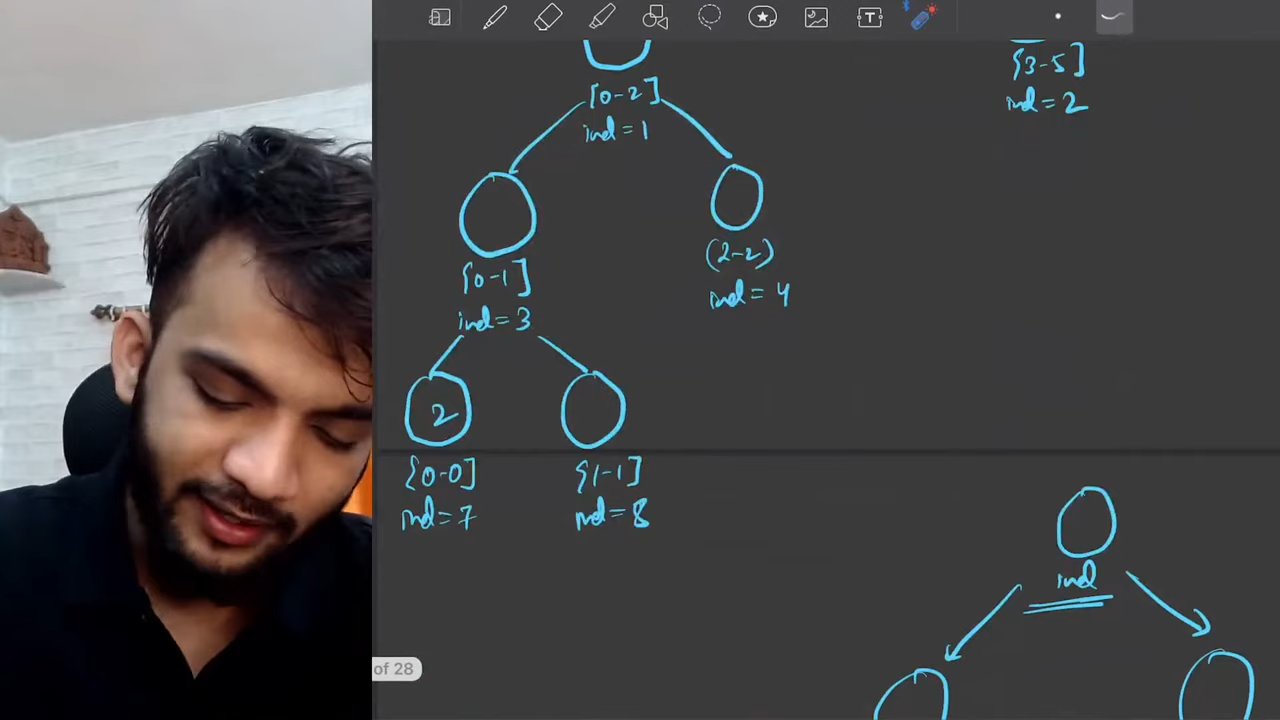 [0-2]
ind = 1
{3-5]
ind = 2
[0-1]
ind = 3
(2-2)
ind = 4
2
[0-0]
ind = 7
{1-1]
ind = 8
ind
of 28